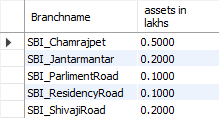 Branchname assets in lakhs
SBI_Chamrajpet 0.5000
SBI_Jantarmantar 0.2000
SBI_ParlimentRoad 0.1000
SBI_ResidencyRoad 0.1000
SBI_ShivajiRoad 0.2000